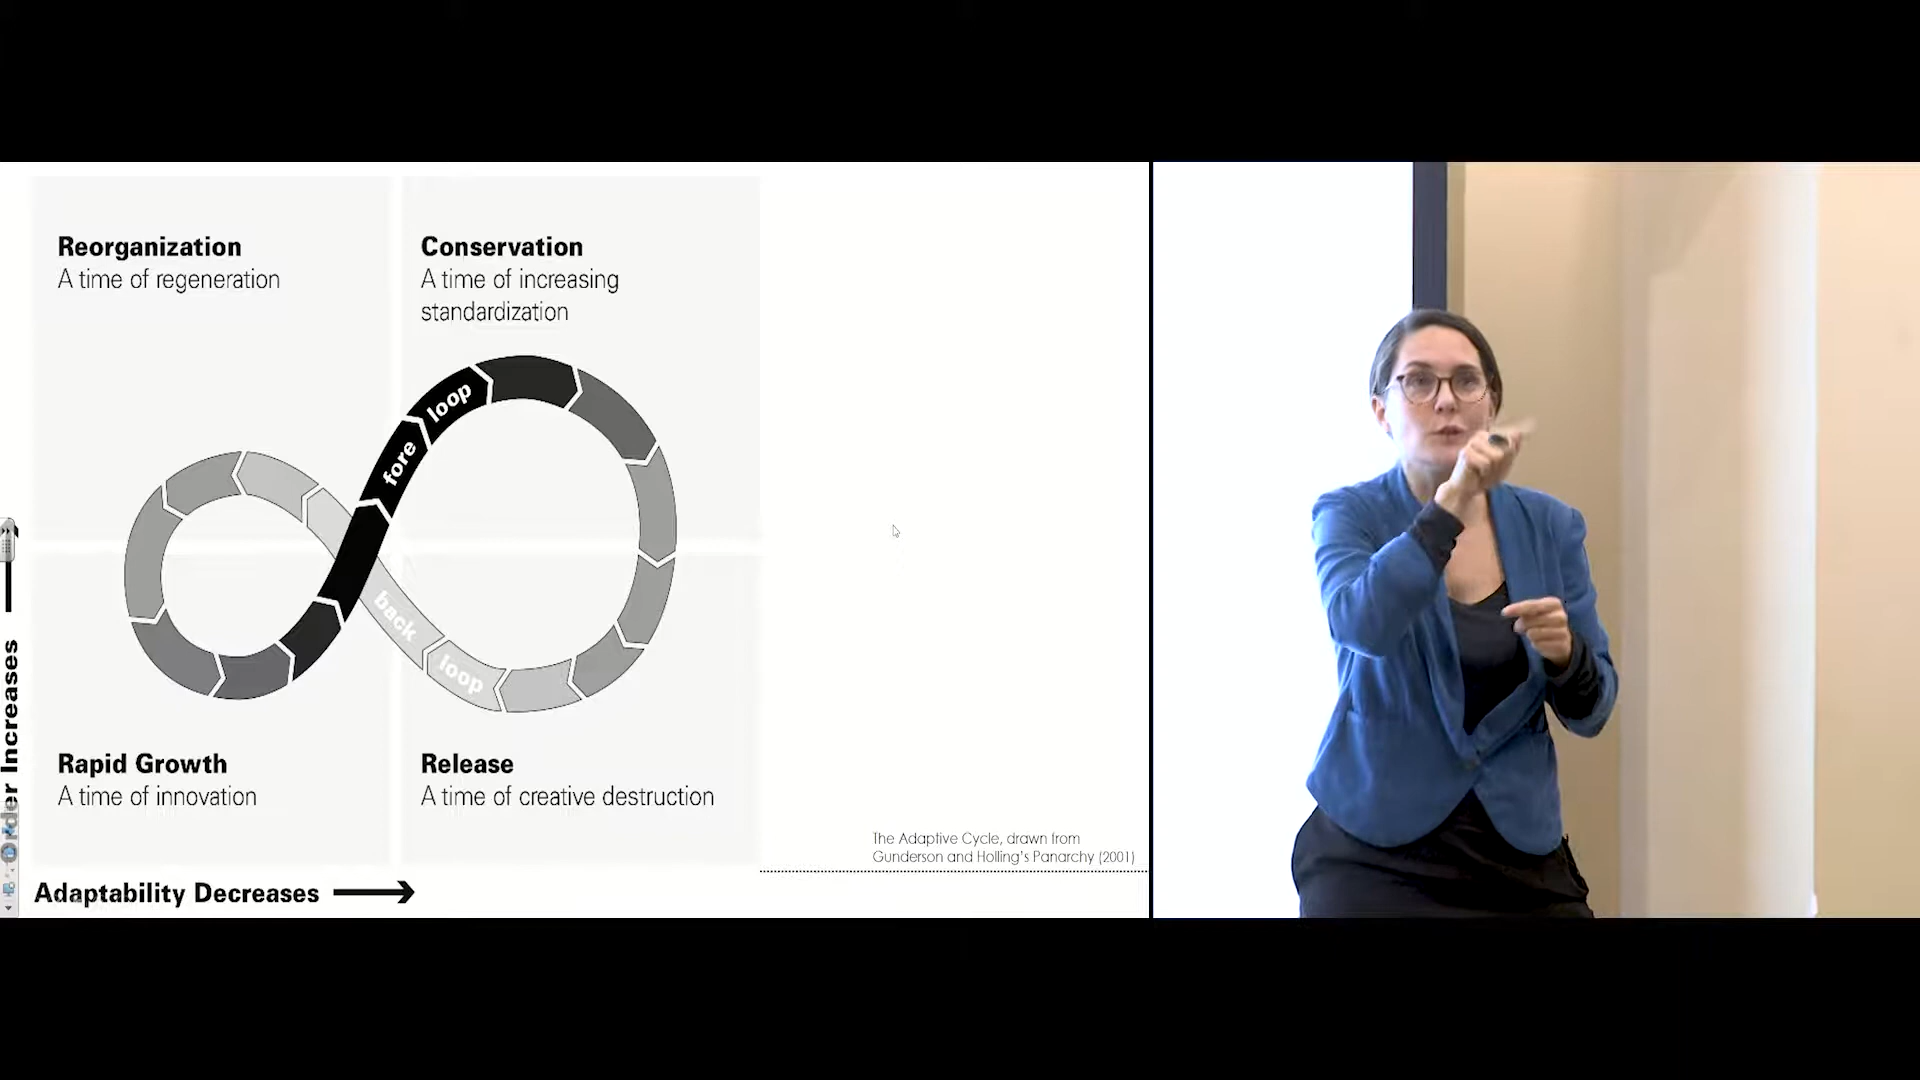 Reorganization
A time of regeneration
Conservation
A time of increasing
standardization
fore
loop
back
loop
Rapid Growth
A time of innovation
Release
A time of creative destruction
Order Increases
Adaptability Decreases
The Adaptive Cycle, drawn from
Gunderson and Holling's Panarchy (2001)